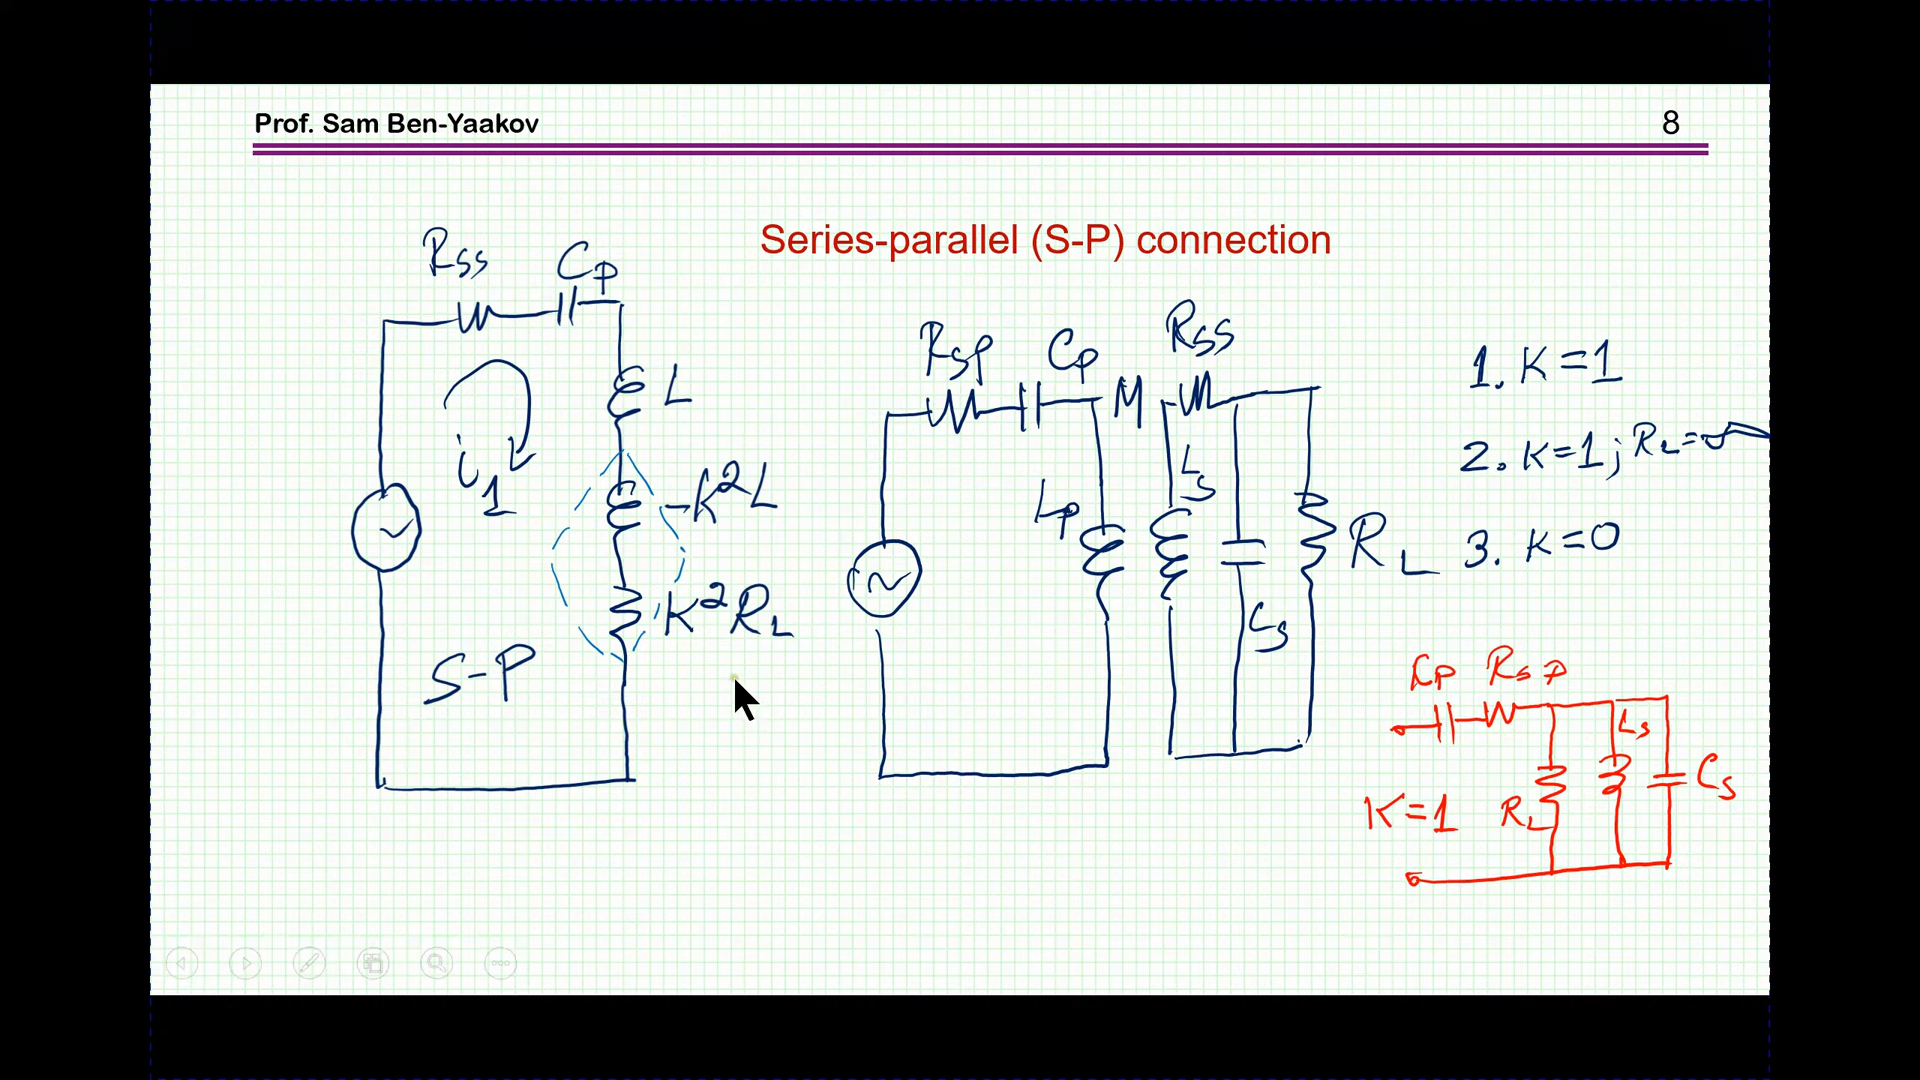 Prof. Sam Ben-Yaakov
8
Series-parallel (S-P) connection
Rss
Cp
L
i1
-K²L
K²RL
S-P
Rsp
Cp
M
Rss
Lp
Ls
Cs
RL
1. K=1
2. K=1; RL=∞
3. K=0
Cp Rsp
Ls
Cs
RL
K=1